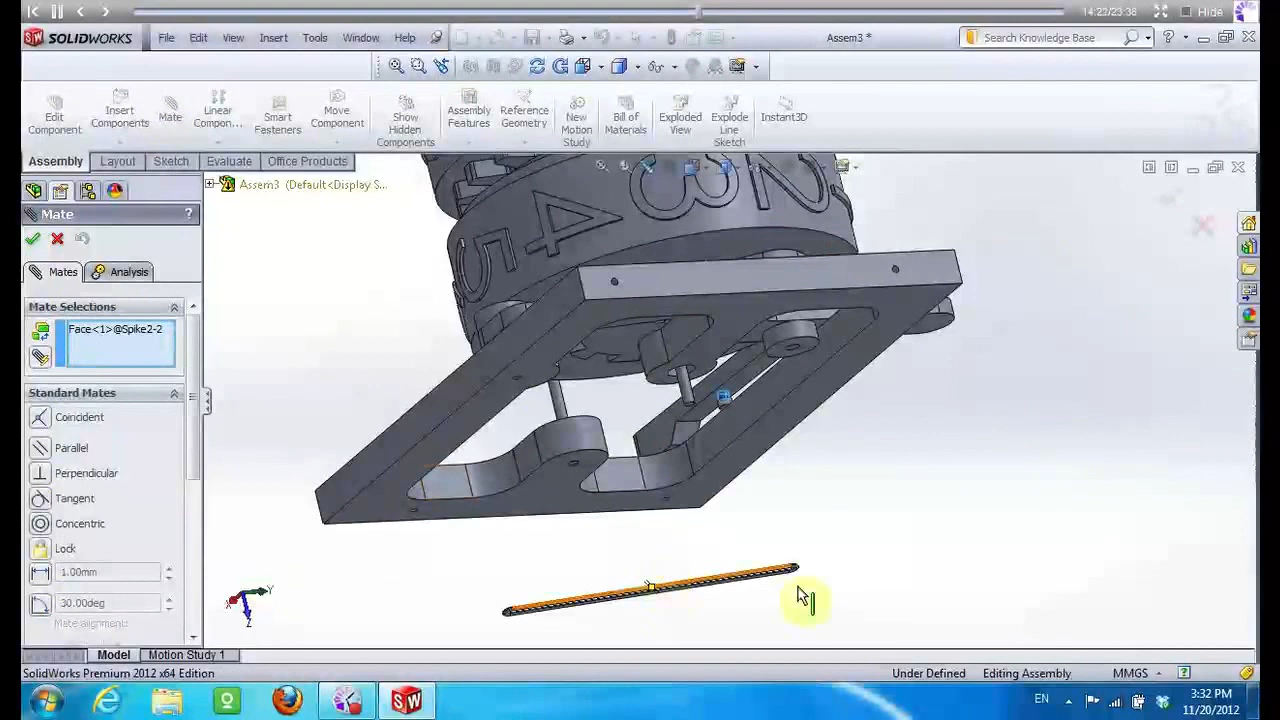 14:22/23:38
Hide
SOLIDWORKS
File Edit View Insert Tools Window Help
Assem3 *
Search Knowledge Base
?
Edit Component
Insert Components
Mate
Linear Compon...
Smart Fasteners
Move Component
Show Hidden Components
Assembly Features
Reference Geometry
New Motion Study
Bill of Materials
Exploded View
Explode Line Sketch
Instant3D
Assembly Layout Sketch Evaluate Office Products
Assem3 (Default<Display S...
Mate ?
Mates Analysis
Mate Selections
Face<1>@Spike2-2
Standard Mates
Coincident
Parallel
Perpendicular
Tangent
Concentric
Lock
1.00mm
30.00deg
Mate alignment:
5 4 3 2
X Y Z
Model Motion Study 1
SolidWorks Premium 2012 x64 Edition
Under Defined Editing Assembly MMGS ?
EN
3:32 PM
11/20/2012